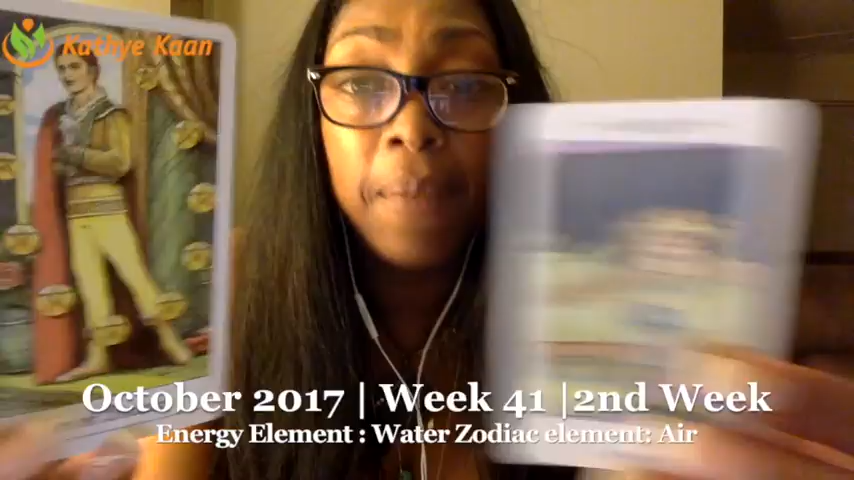 Kathye Kaan
October 2017 | Week 41 |2nd Week
Energy Element : Water Zodiac element: Air